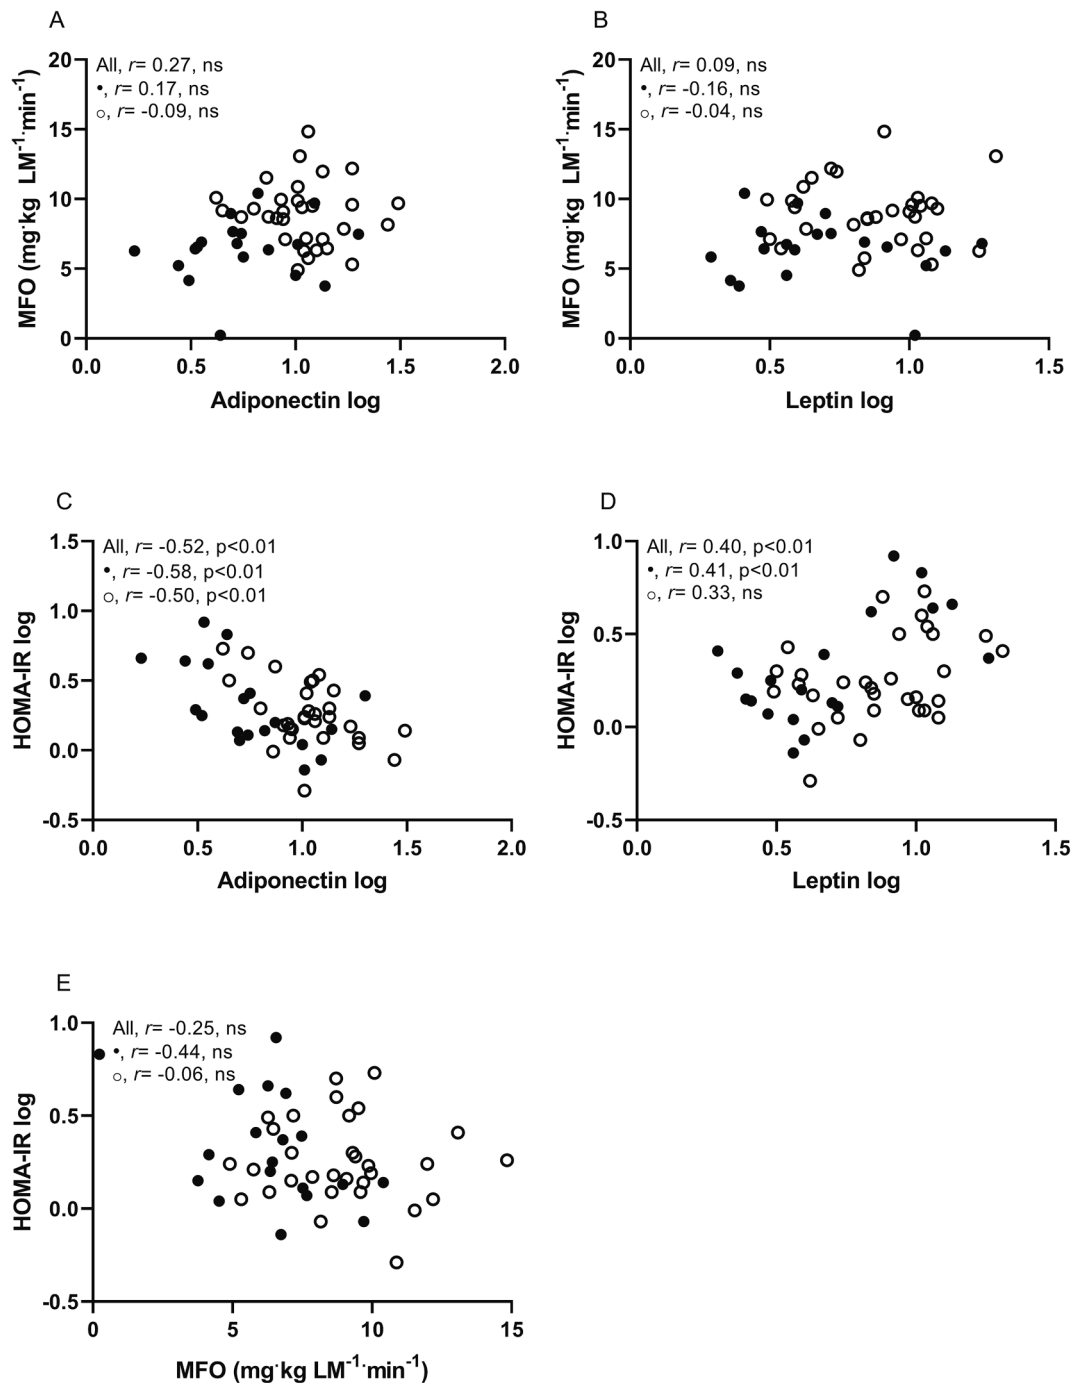 A
All, r= 0.27, ns
•, r= 0.17, ns
○, r= -0.09, ns
20
15
10
5
0
MFO (mg·kg LM⁻¹·min⁻¹)
0.0 0.5 1.0 1.5 2.0
Adiponectin log
B
All, r= 0.09, ns
•, r= -0.16, ns
○, r= -0.04, ns
20
15
10
5
0
MFO (mg·kg LM⁻¹·min⁻¹)
0.0 0.5 1.0 1.5
Leptin log
C
All, r= -0.52, p<0.01
•, r= -0.58, p<0.01
○, r= -0.50, p<0.01
1.5
1.0
0.5
0.0
-0.5
HOMA-IR log
0.0 0.5 1.0 1.5 2.0
Adiponectin log
D
All, r= 0.40, p<0.01
•, r= 0.41, p<0.01
○, r= 0.33, ns
1.0
0.5
0.0
-0.5
HOMA-IR log
0.0 0.5 1.0 1.5
Leptin log
E
All, r= -0.25, ns
•, r= -0.44, ns
○, r= -0.06, ns
1.0
0.5
0.0
-0.5
HOMA-IR log
0 5 10 15
MFO (mg·kg LM⁻¹·min⁻¹)